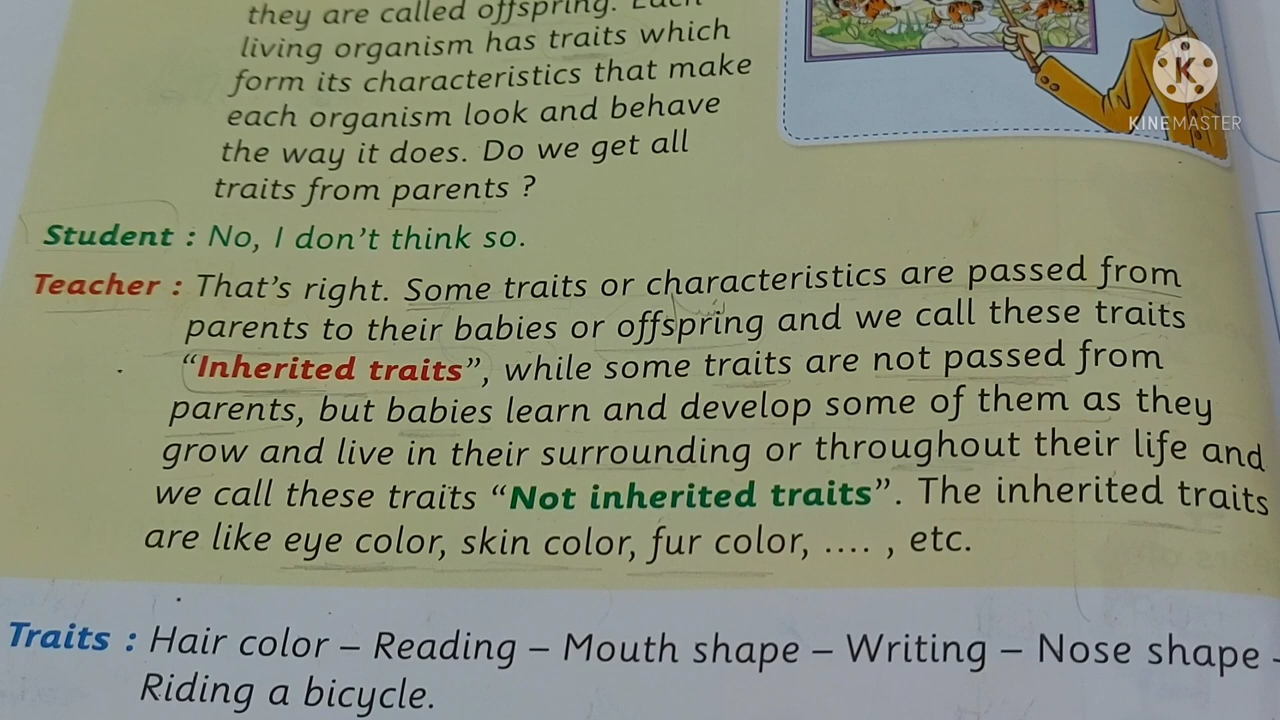 they are called offspring. Each
living organism has traits which
form its characteristics that make
each organism look and behave
the way it does. Do we get all
traits from parents ?
Student : No, I don't think so.
Teacher : That's right. Some traits or characteristics are passed from
parents to their babies or offspring and we call these traits
"Inherited traits", while some traits are not passed from
parents, but babies learn and develop some of them as they
grow and live in their surrounding or throughout their life and
we call these traits "Not inherited traits". The inherited traits
are like eye color, skin color, fur color, .... , etc.
Traits : Hair color – Reading – Mouth shape – Writing – Nose shape –
Riding a bicycle.
K
KINEMASTER